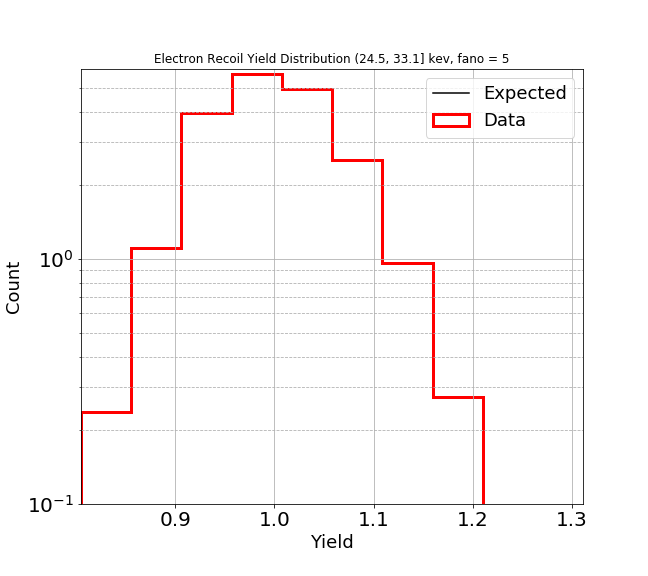 Electron Recoil Yield Distribution (24.5, 33.1] kev, fano = 5
Expected
Data
10⁰
10⁻¹
Count
0.9 1.0 1.1 1.2 1.3
Yield